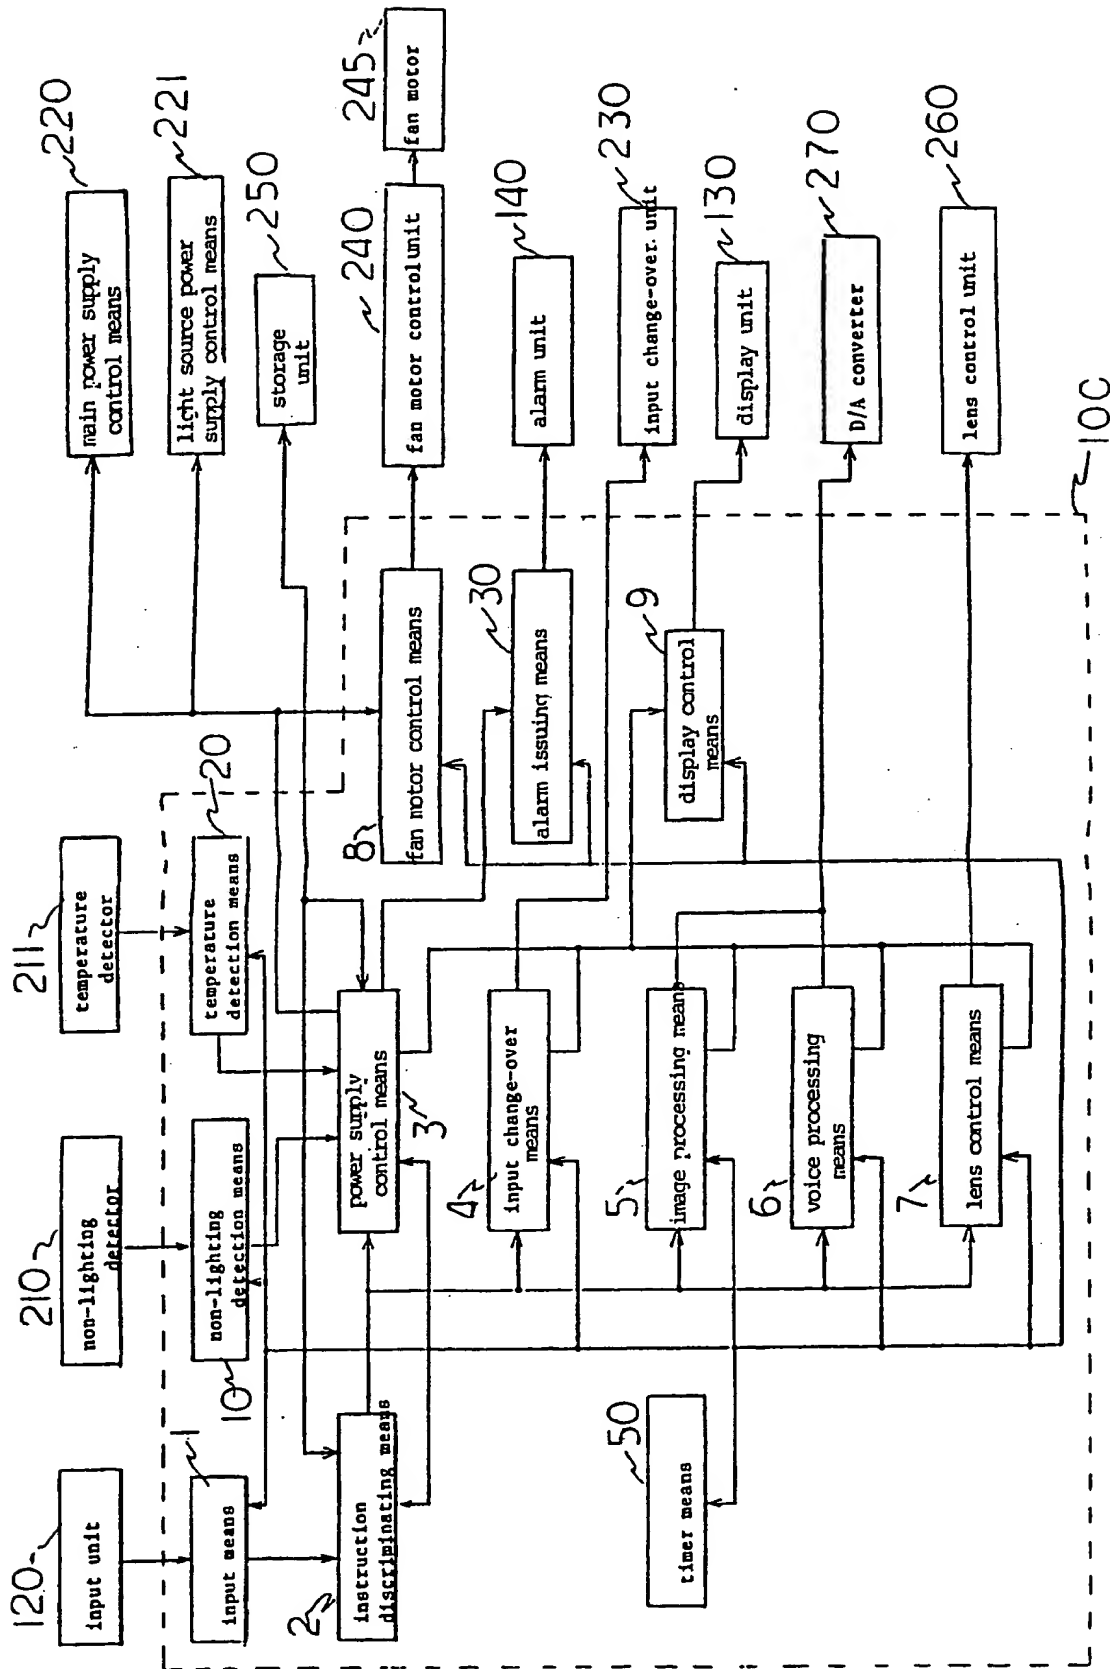 120
input unit
210
non-lighting
detector
211
temperature
detector
220
main power supply
control means
221
light source power
supply control means
250
storage
unit
1
input means
10
non-lighting
detection means
20
temperature
detection means
240
fan motor controlunit
245
fan motor
2
instruction
discriminating means
3
power supply
control means
8
fan motor control means
30
alarm issuing means
140
alarm unit
4
input change-over
means
230
input change-over unit
9
display control
means
130
display unit
50
timer means
5
image processing means
270
D/A converter
6
voice processing
means
7
lens control means
260
lens control unit
10C